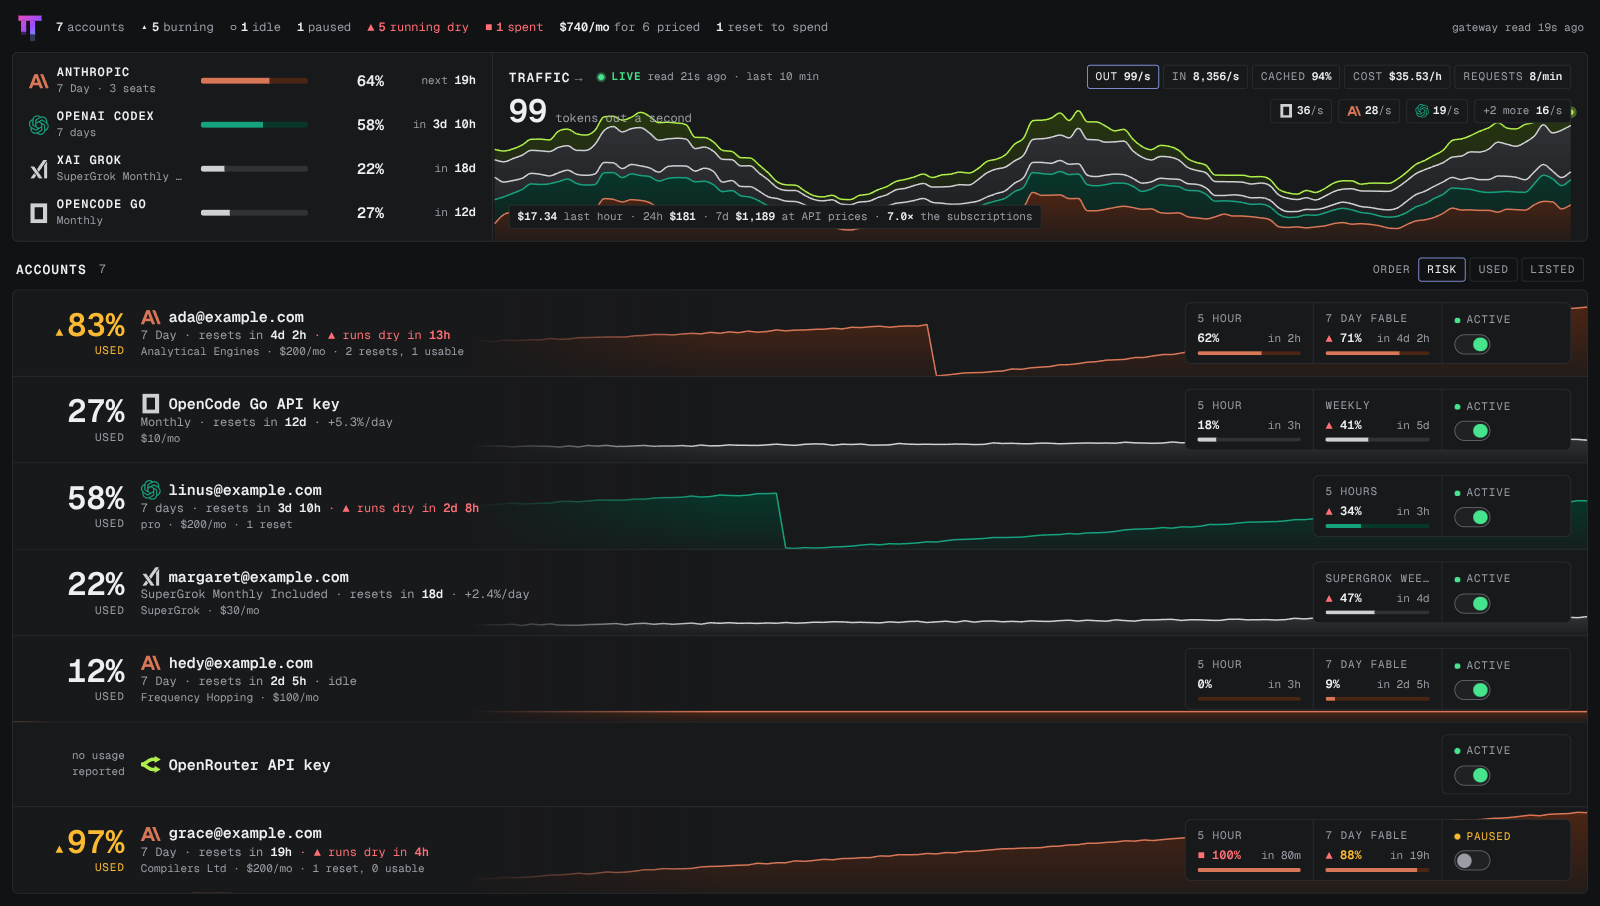 7 accounts ▲ 5 burning ○ 1 idle 1 paused ▲ 5 running dry ■ 1 spent $740/mo for 6 priced 1 reset to spend
gateway read 19s ago
ANTHROPIC
7 Day · 3 seats
64% next 19h
OPENAI CODEX
7 days
58% in 3d 10h
XAI GROK
SuperGrok Monthly …
22% in 18d
OPENCODE GO
Monthly
27% in 12d
TRAFFIC → ● LIVE read 21s ago · last 10 min
OUT 99/s IN 8,356/s CACHED 94% COST $35.53/h REQUESTS 8/min
99 tokens out a second
36/s 28/s 19/s +2 more 16/s
$17.34 last hour · 24h $181 · 7d $1,189 at API prices · 7.0× the subscriptions
ACCOUNTS 7
ORDER RISK USED LISTED
▲83%
USED
ada@example.com
7 Day · resets in 4d 2h · ▲ runs dry in 13h
Analytical Engines · $200/mo · 2 resets, 1 usable
5 HOUR
62% in 2h
7 DAY FABLE
▲ 71% in 4d 2h
● ACTIVE
27%
USED
OpenCode Go API key
Monthly · resets in 12d · +5.3%/day
$10/mo
5 HOUR
18% in 3h
WEEKLY
▲ 41% in 5d
● ACTIVE
58%
USED
linus@example.com
7 days · resets in 3d 10h · ▲ runs dry in 2d 8h
pro · $200/mo · 1 reset
5 HOURS
▲ 34% in 3h
● ACTIVE
22%
USED
margaret@example.com
SuperGrok Monthly Included · resets in 18d · +2.4%/day
SuperGrok · $30/mo
SUPERGROK WEE…
▲ 47% in 4d
● ACTIVE
12%
USED
hedy@example.com
7 Day · resets in 2d 5h · idle
Frequency Hopping · $100/mo
5 HOUR
0% in 3h
7 DAY FABLE
9% in 2d 5h
● ACTIVE
no usage
reported
OpenRouter API key
● ACTIVE
▲97%
USED
grace@example.com
7 Day · resets in 19h · ▲ runs dry in 4h
Compilers Ltd · $200/mo · 1 reset, 0 usable
5 HOUR
■ 100% in 80m
7 DAY FABLE
▲ 88% in 19h
● PAUSED